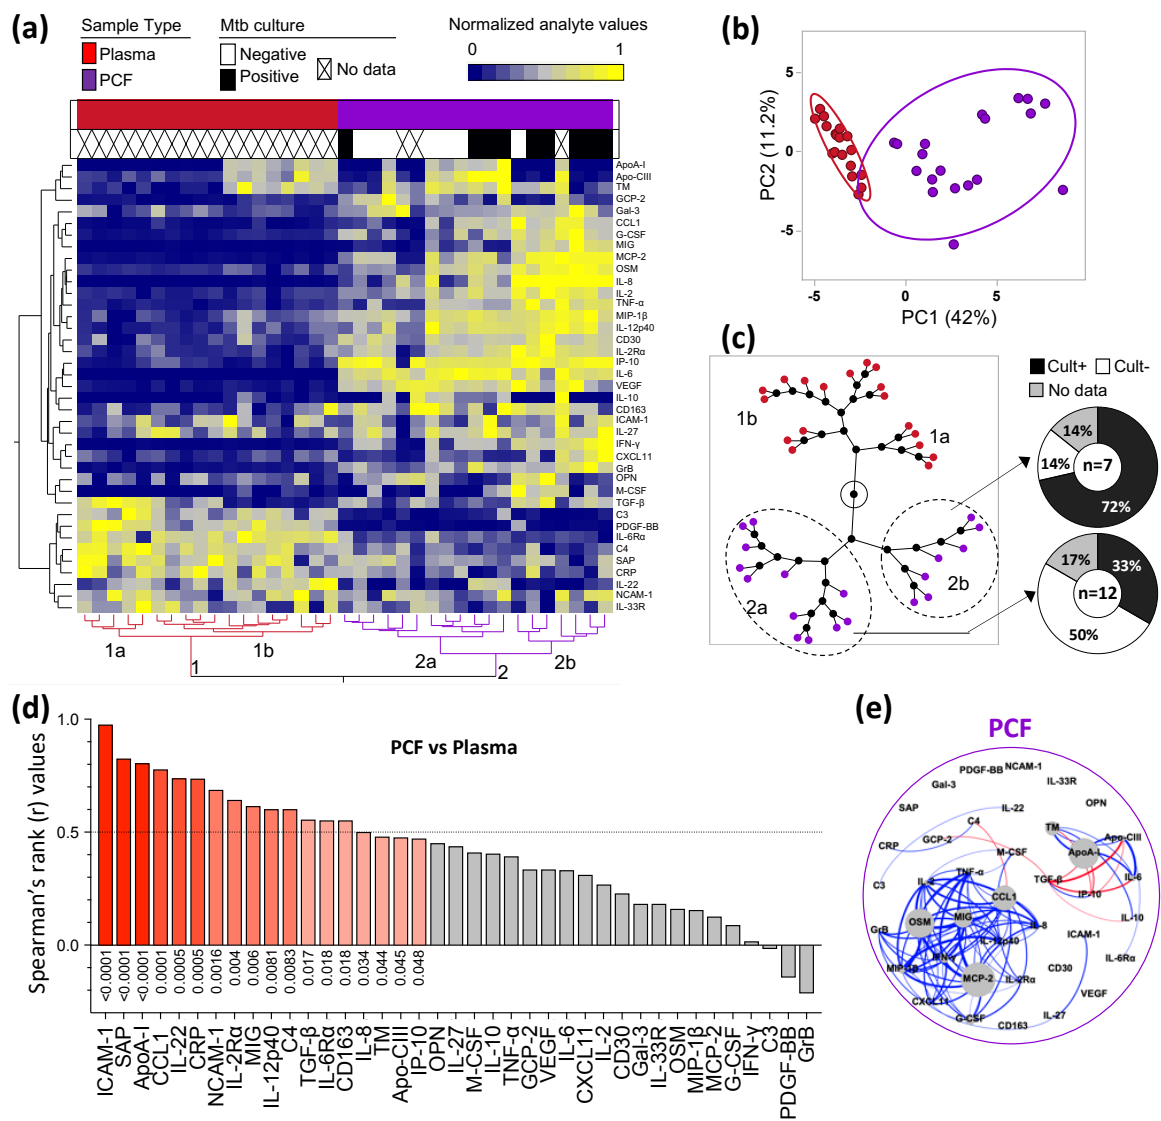 (a)
Sample Type
Plasma
PCF
Mtb culture
Negative
Positive
No data
Normalized analyte values
0
1
ApoA-I
Apo-CIII
TM
GCP-2
Gal-3
CCL1
G-CSF
MIG
MCP-2
OSM
IL-8
IL-2
TNF-α
MIP-1β
IL-12p40
CD30
IL-2Rα
IP-10
IL-6
VEGF
IL-10
CD163
ICAM-1
IL-27
IFN-γ
CXCL11
GrB
OPN
M-CSF
TGF-β
C3
PDGF-BB
IL-6Rα
C4
SAP
CRP
IL-22
NCAM-1
IL-33R
1a
1b
1
2a
2
2b
(b)
PC2 (11.2%)
5
0
-5
-5
0
5
PC1 (42%)
(c)
1b
1a
2a
2b
Cult+
Cult-
No data
14%
14%
n=7
72%
17%
33%
n=12
50%
(d)
Spearman's rank (r) values
1.0
0.5
0.0
PCF vs Plasma
<0.0001
<0.0001
<0.0001
0.0001
0.0005
0.0005
0.0016
0.004
0.006
0.0081
0.0083
0.017
0.018
0.018
0.034
0.044
0.045
0.048
ICAM-1
SAP
ApoA-I
CCL1
IL-22
CRP
NCAM-1
IL-2Rα
MIG
IL-12p40
C4
TGF-β
IL-6Rα
CD163
IL-8
TM
Apo-CIII
IP-10
OPN
IL-27
M-CSF
IL-10
TNF-α
GCP-2
VEGF
IL-6
CXCL11
IL-2
CD30
Gal-3
IL-33R
OSM
MIP-1β
MCP-2
G-CSF
IFN-γ
C3
PDGF-BB
GrB
(e)
PCF
PDGF-BB
NCAM-1
Gal-3
IL-33R
SAP
IL-22
OPN
C4
TM
GCP-2
Apo-CIII
CRP
M-CSF
ApoA-I
TNF-α
IL-2
TGF-β
IL-6
C3
CCL1
IP-10
OSM
MIG
IL-8
IL-10
GrB
ICAM-1
IL-12p40
IFN-γ
IL-6Rα
MIP-1β
CD30
MCP-2
IL-2Rα
VEGF
CXCL11
G-CSF
CD163
IL-27